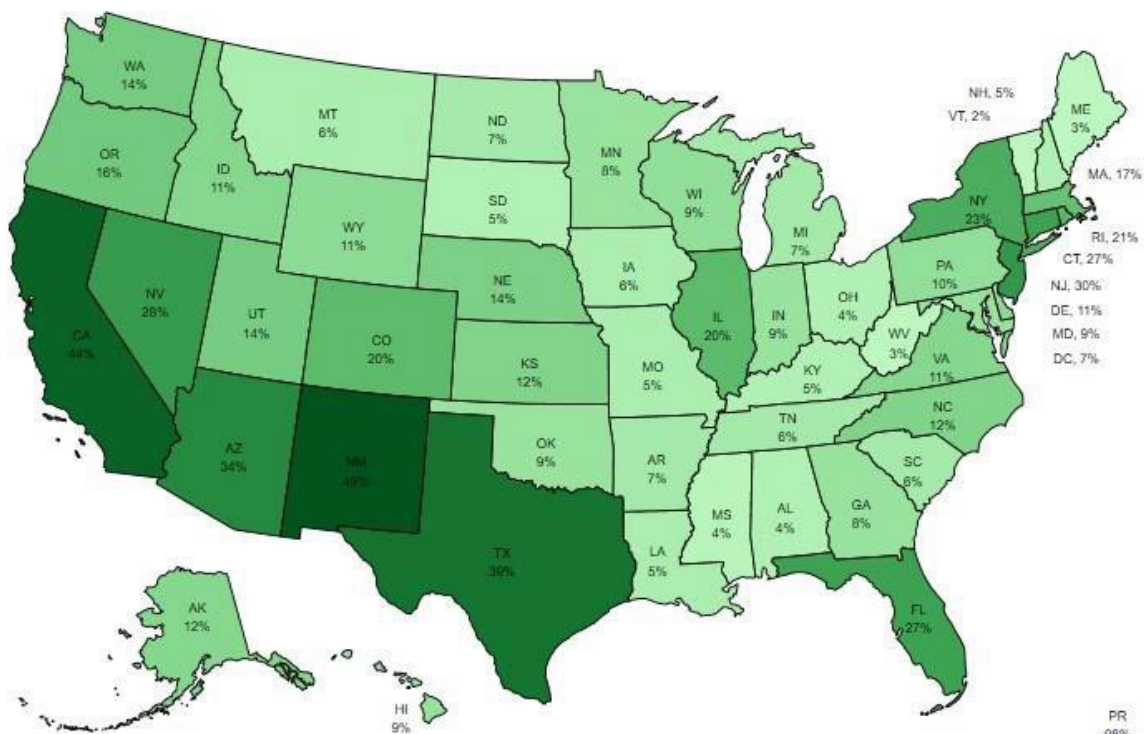 WA
14%
OR
16%
CA
44%
NV
28%
ID
11%
MT
6%
WY
11%
UT
14%
AZ
34%
CO
20%
NM
49%
ND
7%
SD
5%
NE
14%
KS
12%
OK
9%
TX
39%
MN
8%
IA
6%
MO
5%
AR
7%
LA
5%
WI
9%
IL
20%
MI
7%
IN
9%
OH
4%
KY
5%
TN
6%
MS
4%
AL
4%
GA
8%
FL
27%
SC
6%
NC
12%
VA
11%
WV
3%
PA
10%
NY
23%
NH, 5%
VT, 2%
ME
3%
MA, 17%
RI, 21%
CT, 27%
NJ, 30%
DE, 11%
MD, 9%
DC, 7%
AK
12%
HI
9%
PR